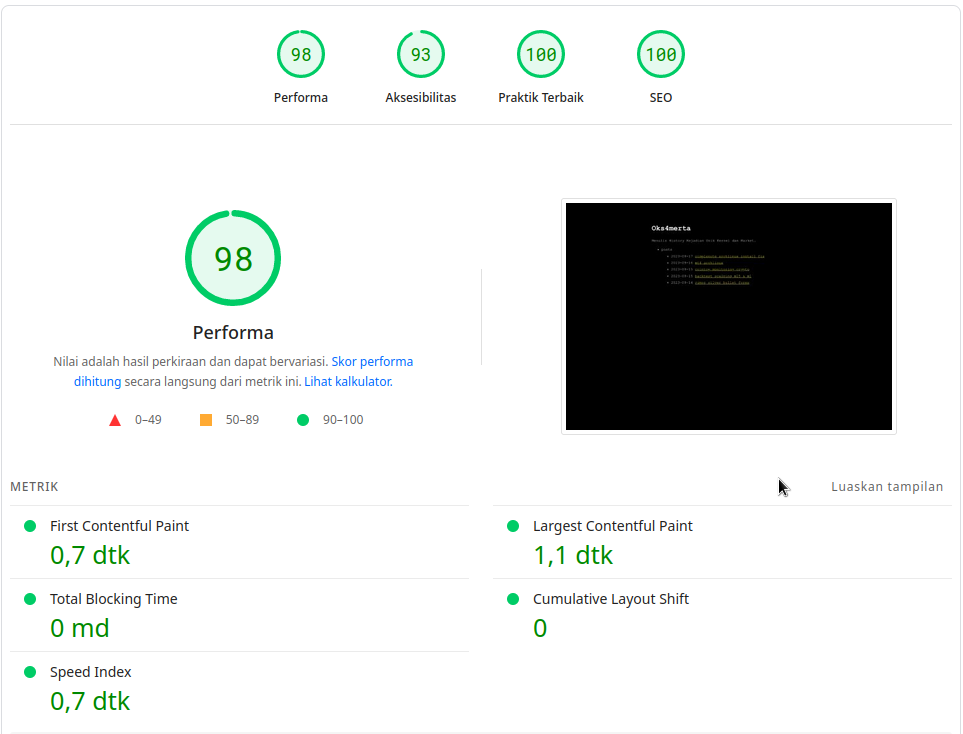 98
93
100
100
Performa
Aksesibilitas
Praktik Terbaik
SEO
98
Performa
Nilai adalah hasil perkiraan dan dapat bervariasi. Skor performa
dihitung secara langsung dari metrik ini. Lihat kalkulator.
0–49
50–89
90–100
Oks4merta
posts
METRIK
Luaskan tampilan
First Contentful Paint
0,7 dtk
Largest Contentful Paint
1,1 dtk
Total Blocking Time
0 md
Cumulative Layout Shift
0
Speed Index
0,7 dtk